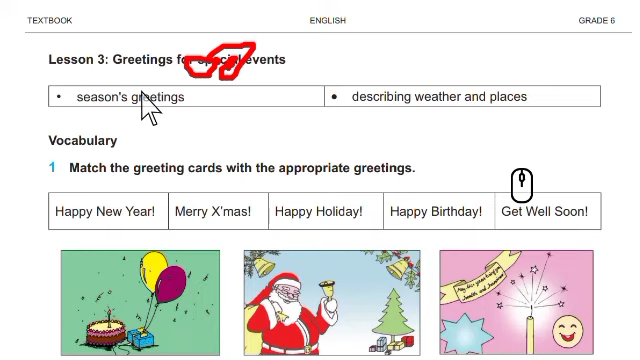 TEXTBOOK ENGLISH GRADE 6
Lesson 3: Greetings for special events
• season's greetings • describing weather and places
Vocabulary
1 Match the greeting cards with the appropriate greetings.
Happy New Year! Merry X'mas! Happy Holiday! Happy Birthday! Get Well Soon!